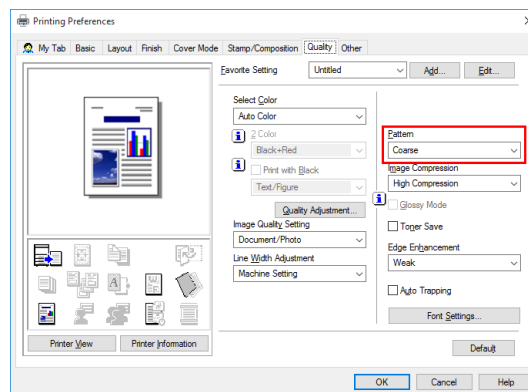 Printing Preferences
My Tab Basic Layout Finish Cover Mode Stamp/Composition Quality Other
Favorite Setting Untitled Add... Edit...
Select Color
Auto Color
2 Color
Black+Red
Print with Black
Text/Figure
Quality Adjustment...
Image Quality Setting
Document/Photo
Line Width Adjustment
Machine Setting
Pattern
Coarse
Image Compression
High Compression
Glossy Mode
Toner Save
Edge Enhancement
Weak
Auto Trapping
Font Settings...
Printer View Printer Information
Default
OK Cancel Help